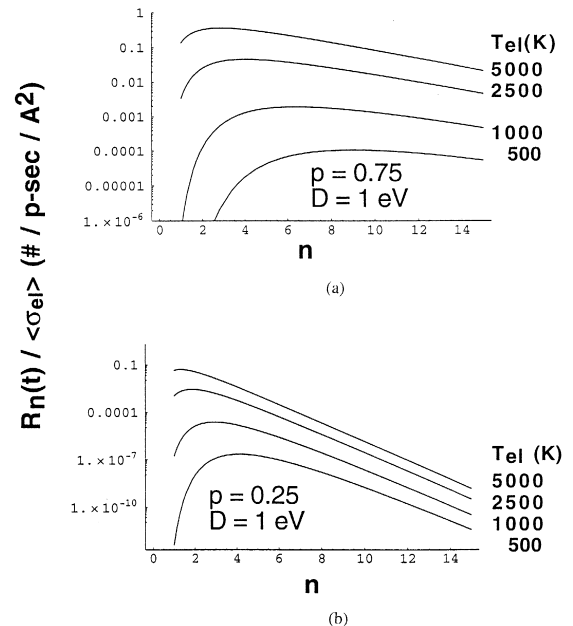 Rn(t) / <σel> (# / p-sec / A²)
1
0.1
0.01
0.001
0.0001
0.00001
1.×10⁻⁶
0 2 4 6 8 10 12 14
n
p = 0.75
D = 1 eV
Tel(K)
5000
2500
1000
500
(a)
0.1
0.0001
1.×10⁻⁷
1.×10⁻¹⁰
0 2 4 6 8 10 12 14
n
p = 0.25
D = 1 eV
Tel (K)
5000
2500
1000
500
(b)